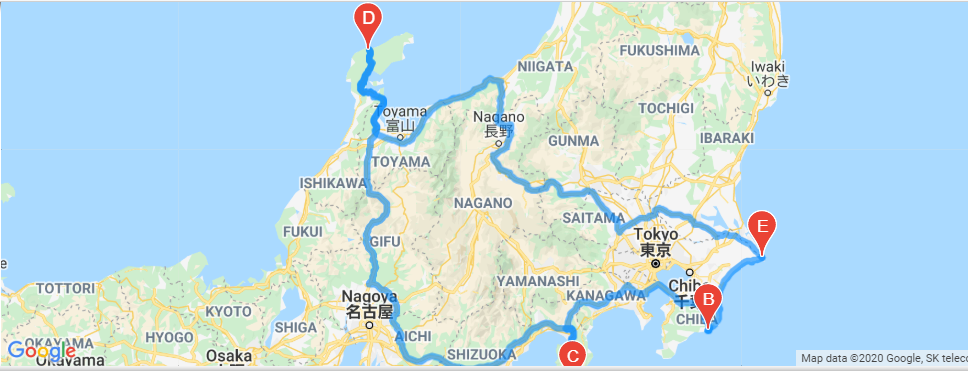 D
FUKUSHIMA
NIIGATA
Iwaki
いわき
Toyama
富山
Nagano
長野
TOCHIGI
GUNMA
IBARAKI
TOYAMA
ISHIKAWA
NAGANO
SAITAMA
E
FUKUI
GIFU
Tokyo
東京
YAMANASHI
Chib
千葉
TOTTORI
KANAGAWA
B
Nagoya
名古屋
KYOTO
CHIBA
SHIGA
AICHI
HYOGO
SHIZUOKA
C
Google
Osaka
Okayama
OKAYAMA
Map data ©2020 Google, SK teleco